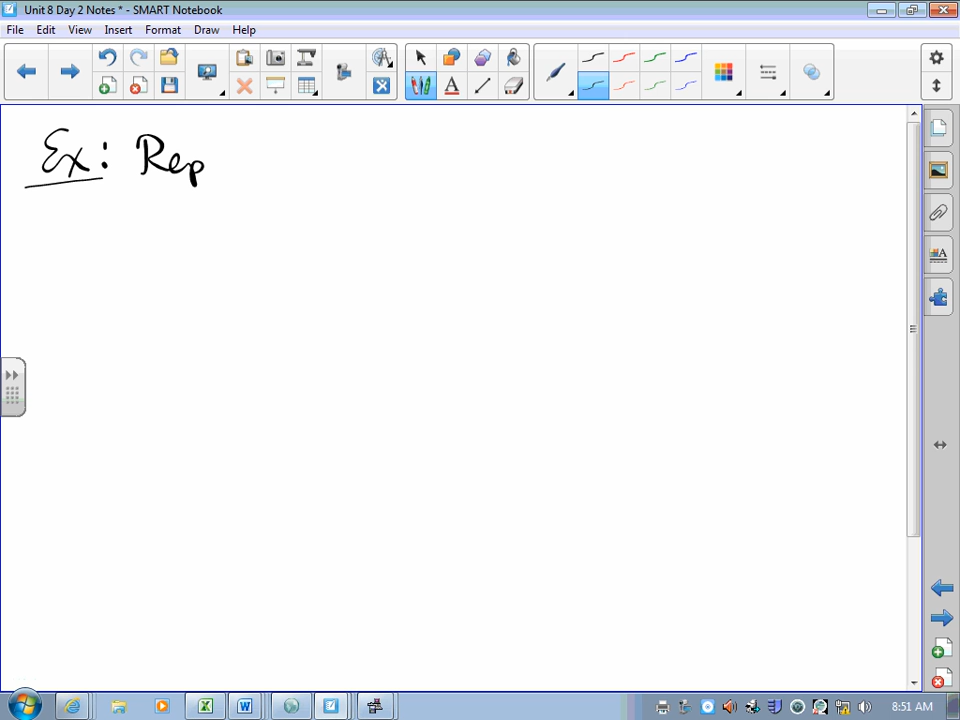 Unit 8 Day 2 Notes * - SMART Notebook
File Edit View Insert Format Draw Help
Ex: Rep
8:51 AM